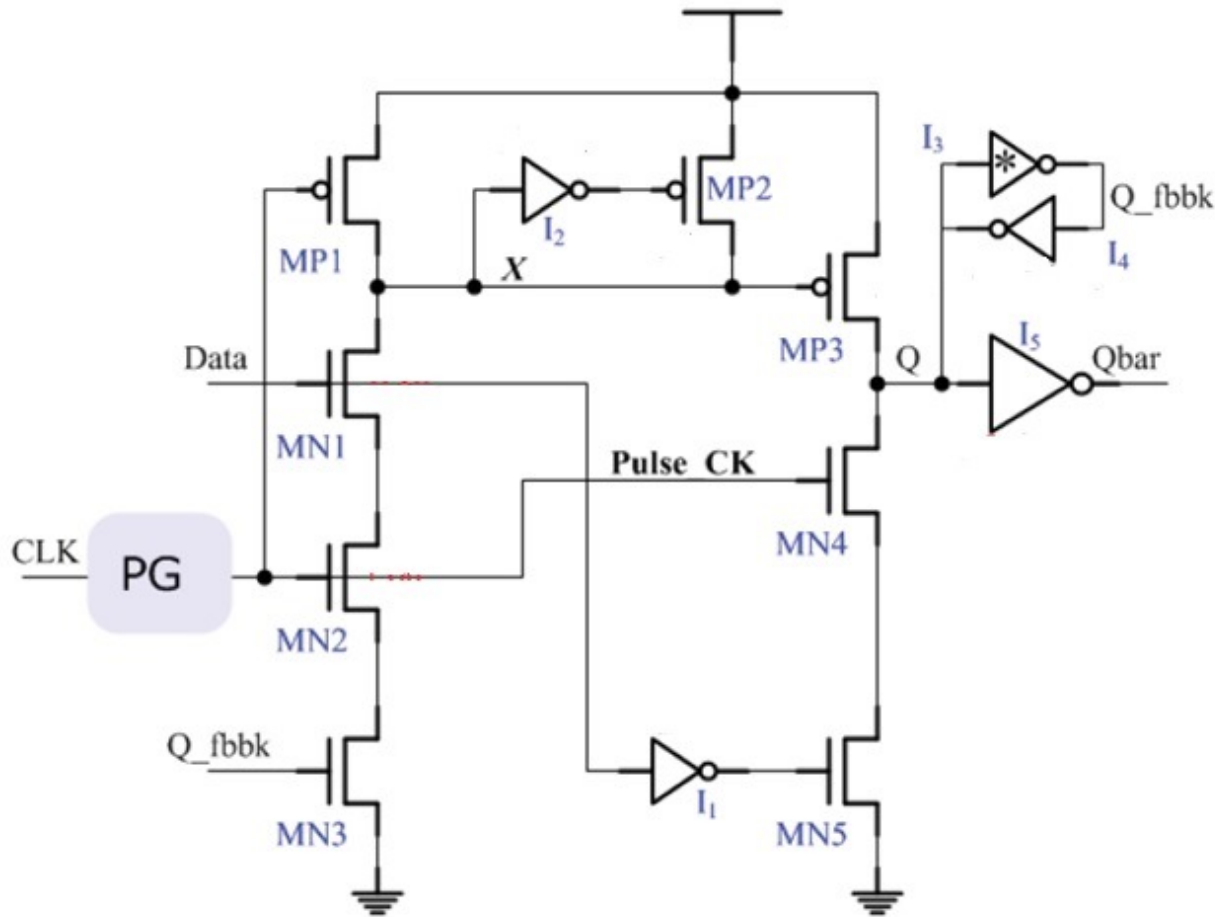 I3
*
MP2
Q_fbbk
I2
X
MP1
I4
MP3
Data
I5
Q
Qbar
MN1
Pulse_CK
CLK
PG
MN4
MN2
Q_fbbk
I1
MN3
MN5